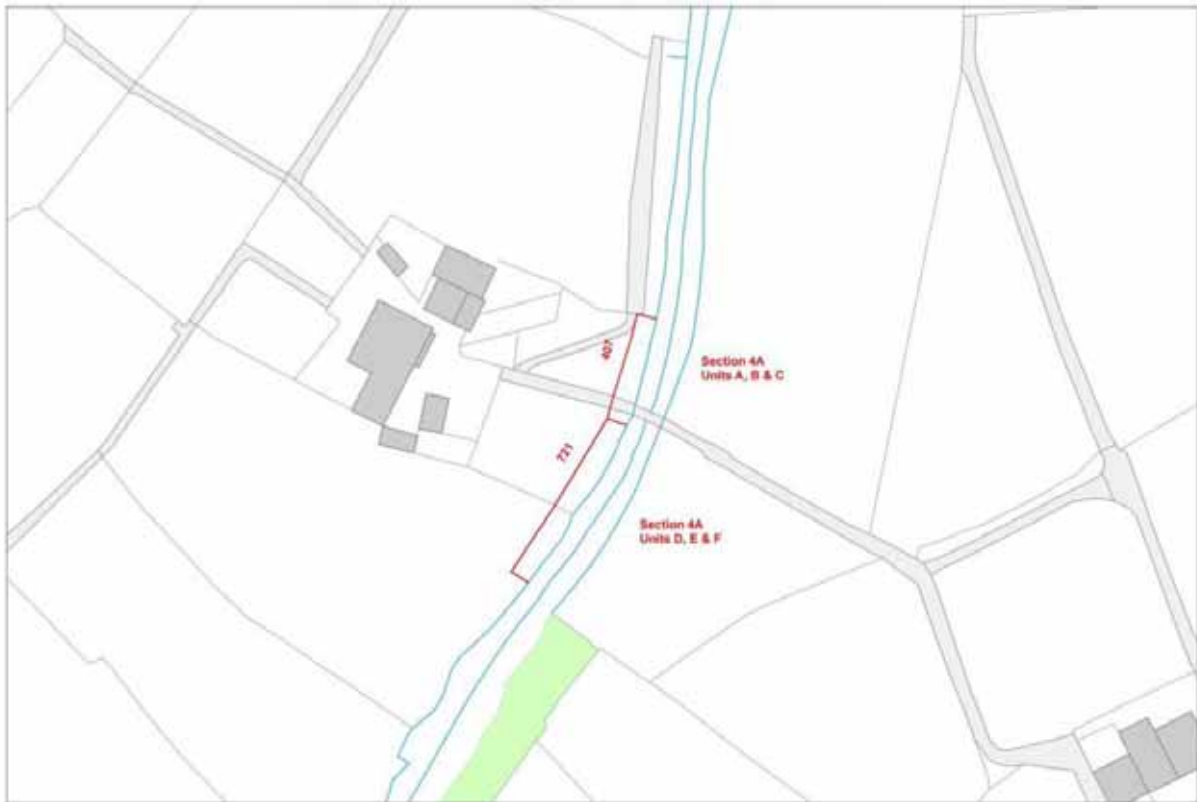 407
Section 4A
Units A, B & C
721
Section 4A
Units D, E & F